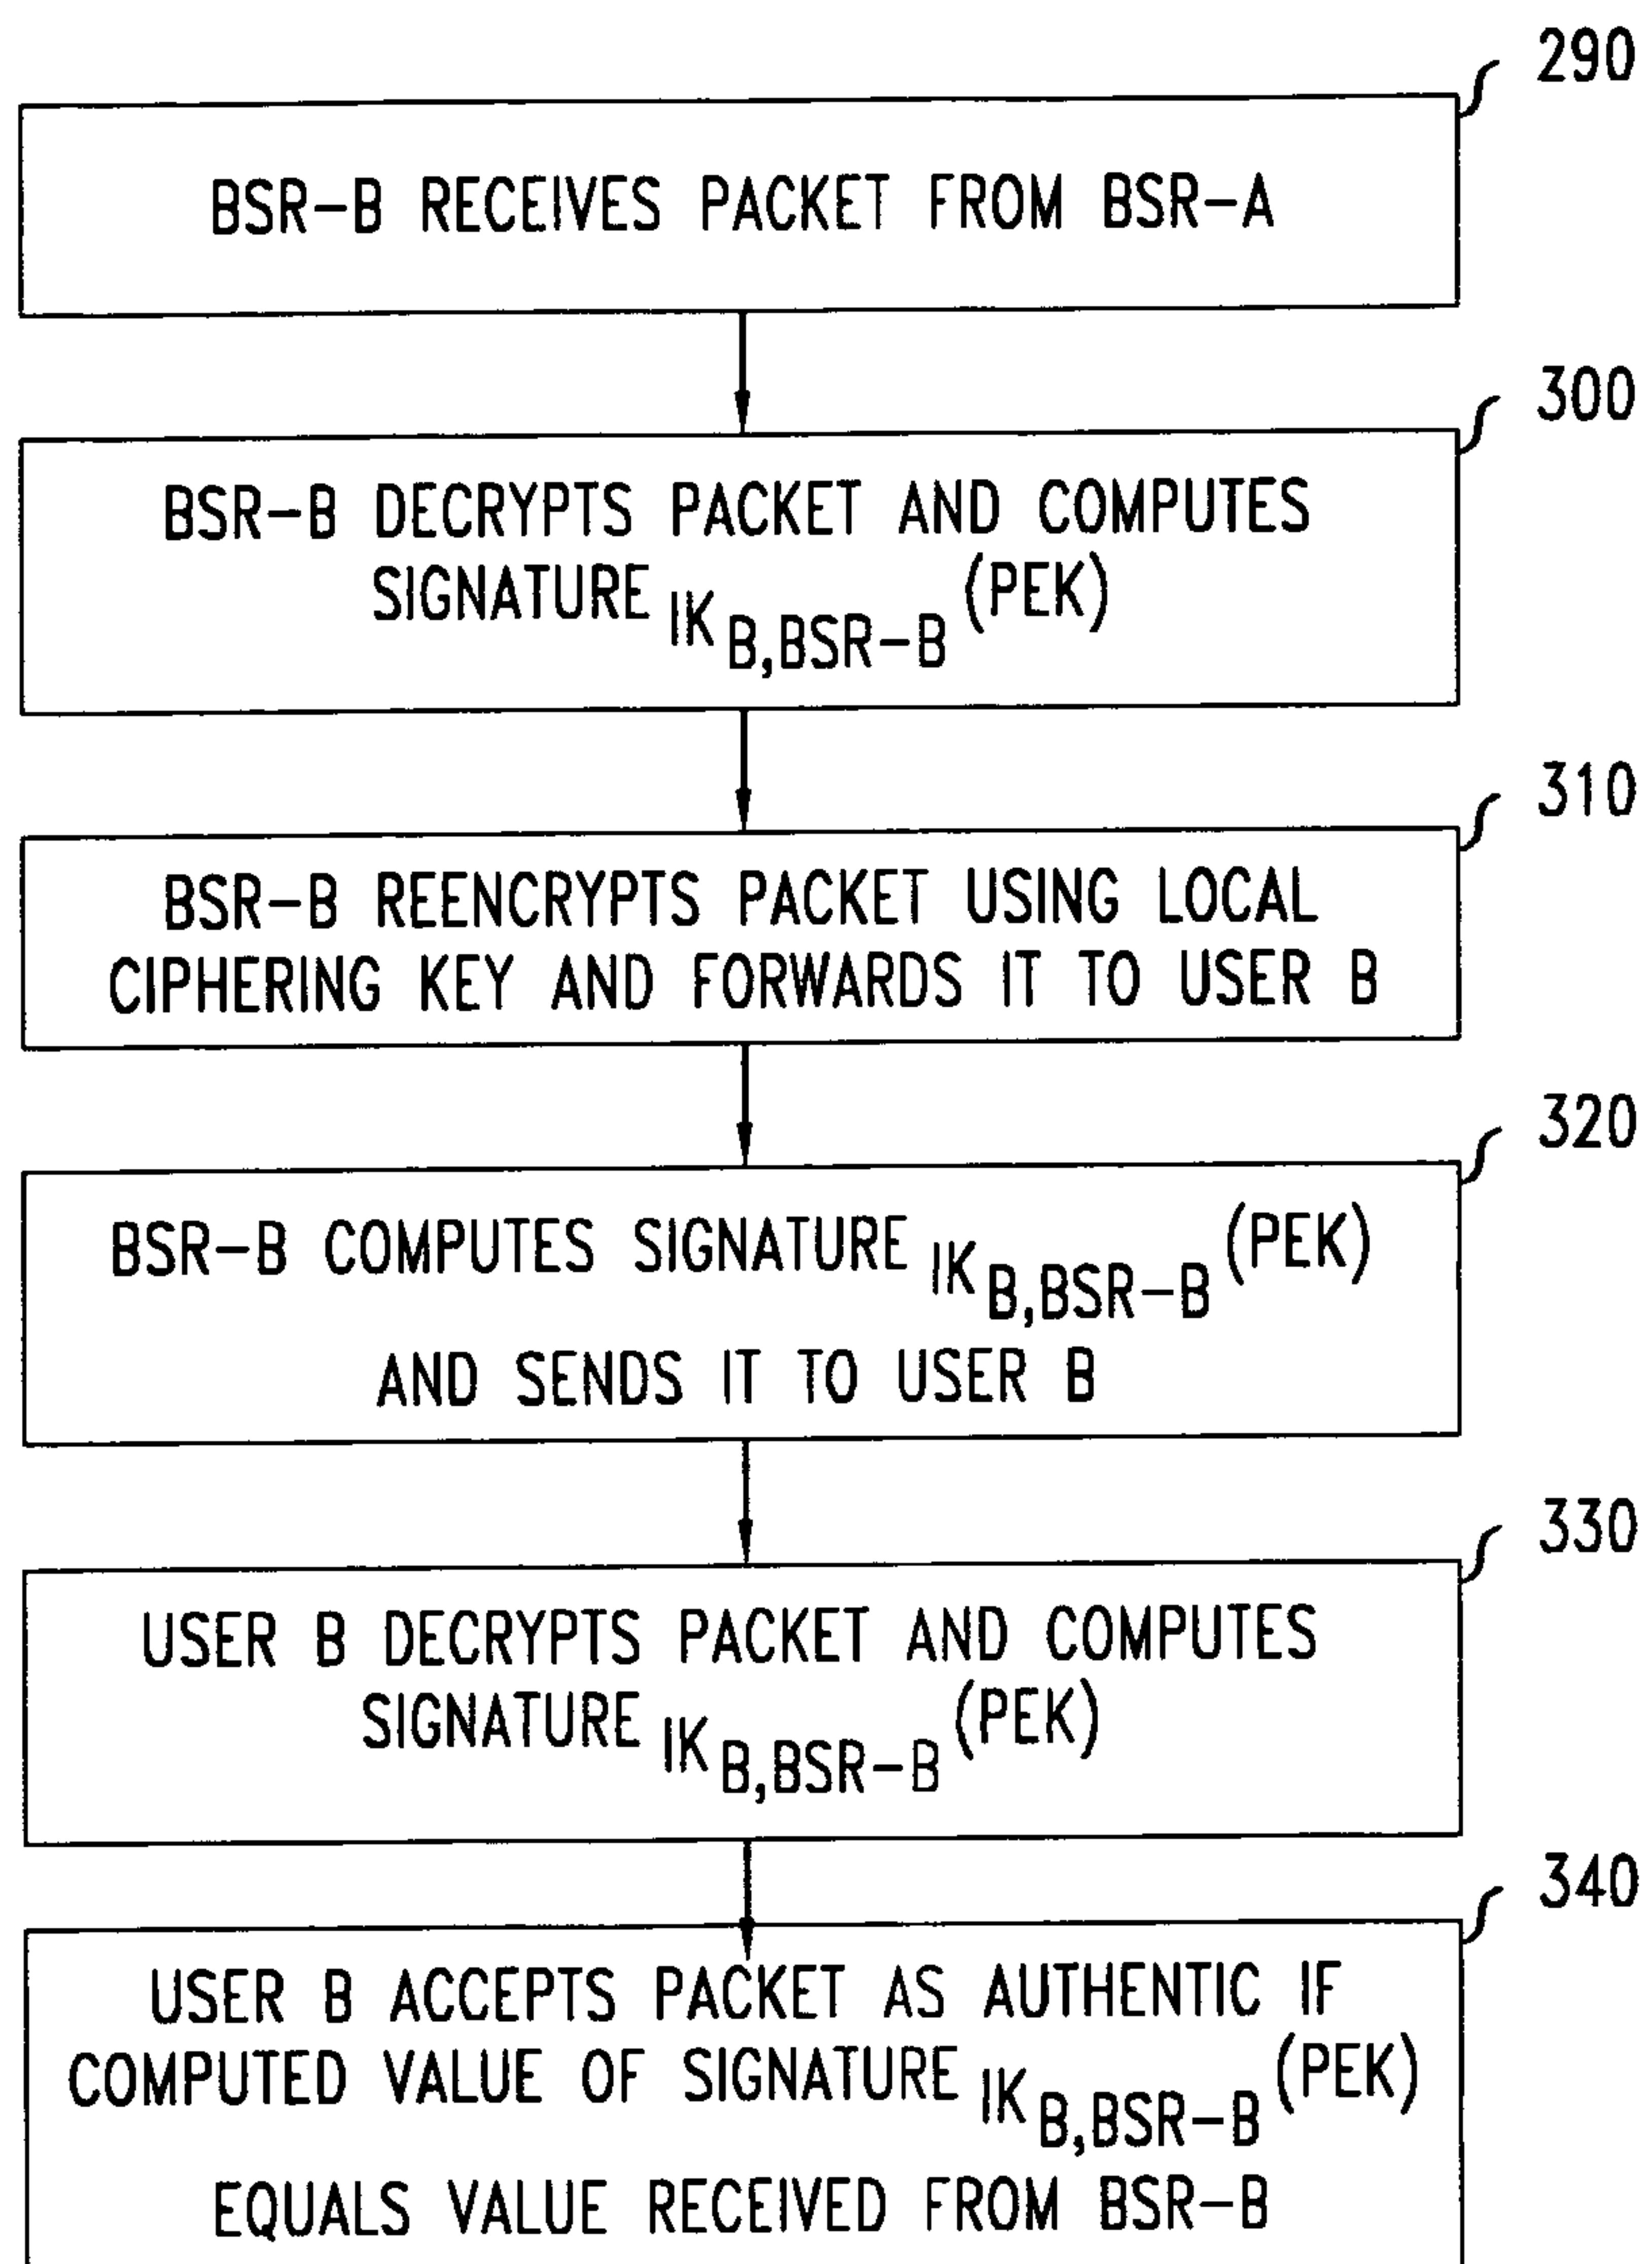 290
BSR-B RECEIVES PACKET FROM BSR-A
300
BSR-B DECRYPTS PACKET AND COMPUTES
SIGNATURE IK B,BSR-B (PEK)
310
BSR-B REENCRYPTS PACKET USING LOCAL
CIPHERING KEY AND FORWARDS IT TO USER B
320
BSR-B COMPUTES SIGNATURE IK B,BSR-B (PEK)
AND SENDS IT TO USER B
330
USER B DECRYPTS PACKET AND COMPUTES
SIGNATURE IK B,BSR-B (PEK)
340
USER B ACCEPTS PACKET AS AUTHENTIC IF
COMPUTED VALUE OF SIGNATURE IK B,BSR-B (PEK)
EQUALS VALUE RECEIVED FROM BSR-B